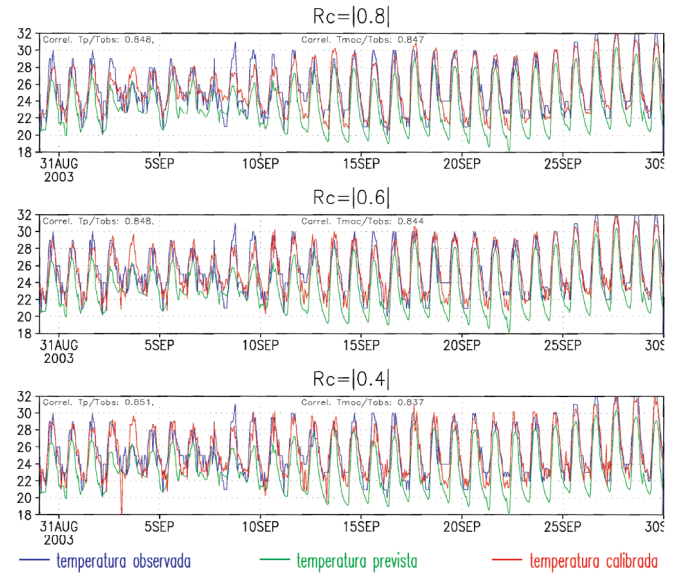 Rc=|0.8|
Correl. Tp/Tobs: 0.848, Correl. Tmoc/Tobs: 0.847
32
30
28
26
24
22
20
18
31AUG 5SEP 10SEP 15SEP 20SEP 25SEP 30S
2003
Rc=|0.6|
Correl. Tp/Tobs: 0.848, Correl. Tmoc/Tobs: 0.844
32
30
28
26
24
22
20
18
31AUG 5SEP 10SEP 15SEP 20SEP 25SEP 30S
2003
Rc=|0.4|
Correl. Tp/Tobs: 0.851, Correl. Tmoc/Tobs: 0.837
32
30
28
26
24
22
20
18
31AUG 5SEP 10SEP 15SEP 20SEP 25SEP 30S
2003
temperatura observada temperatura prevista temperatura calibrada